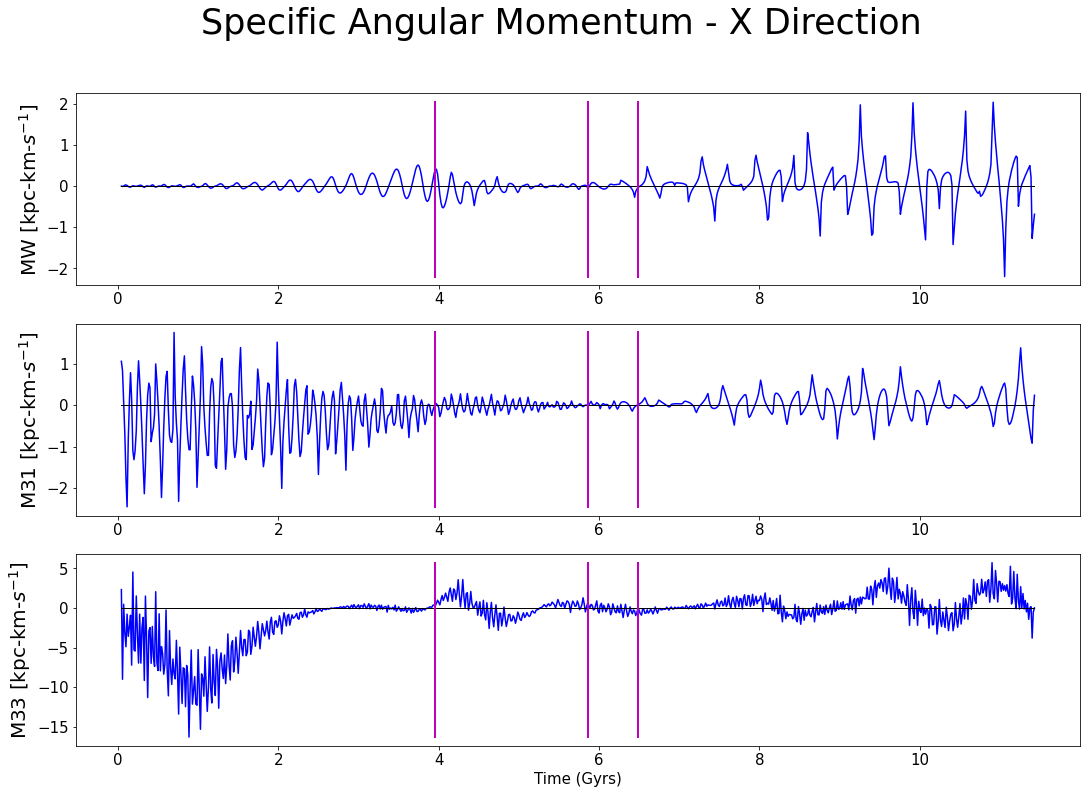 Specific Angular Momentum - X Direction
MW [kpc-km-s⁻¹]
2
1
0
−1
−2
0 2 4 6 8 10
M31 [kpc-km-s⁻¹]
1
0
−1
−2
0 2 4 6 8 10
M33 [kpc-km-s⁻¹]
5
0
−5
−10
−15
0 2 4 6 8 10
Time (Gyrs)